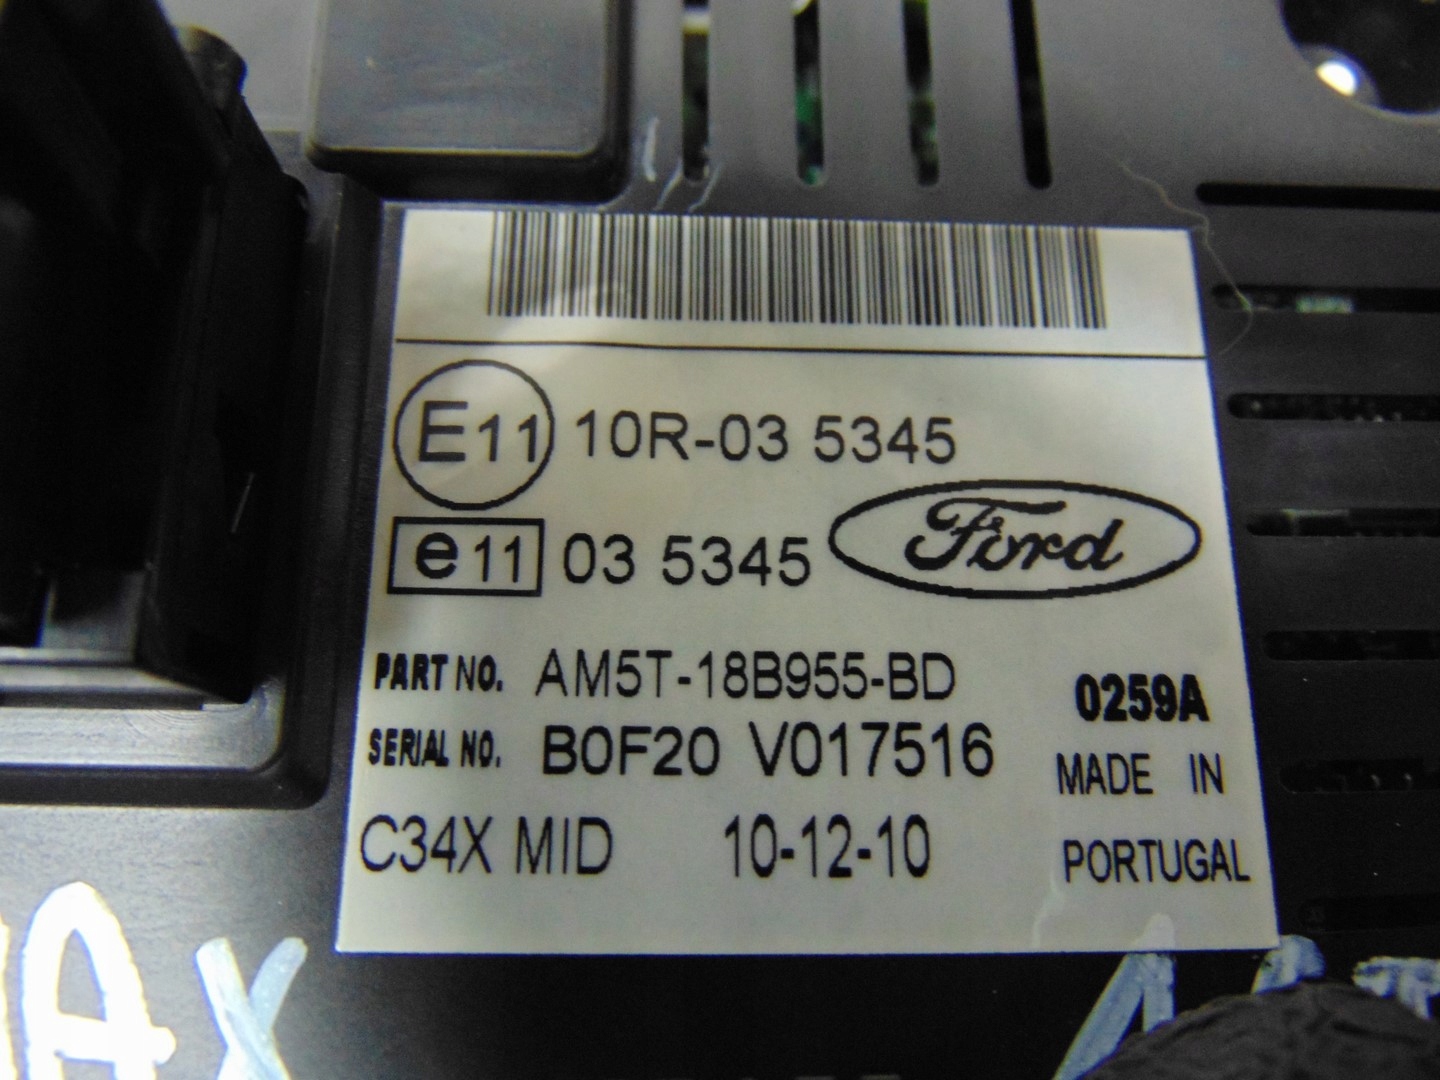 E11 10R-03 5345
e11 03 5345 Ford
PART NO. AM5T-18B955-BD 0259A
SERIAL NO. B0F20 V017516 MADE IN
C34X MID 10-12-10 PORTUGAL
AX